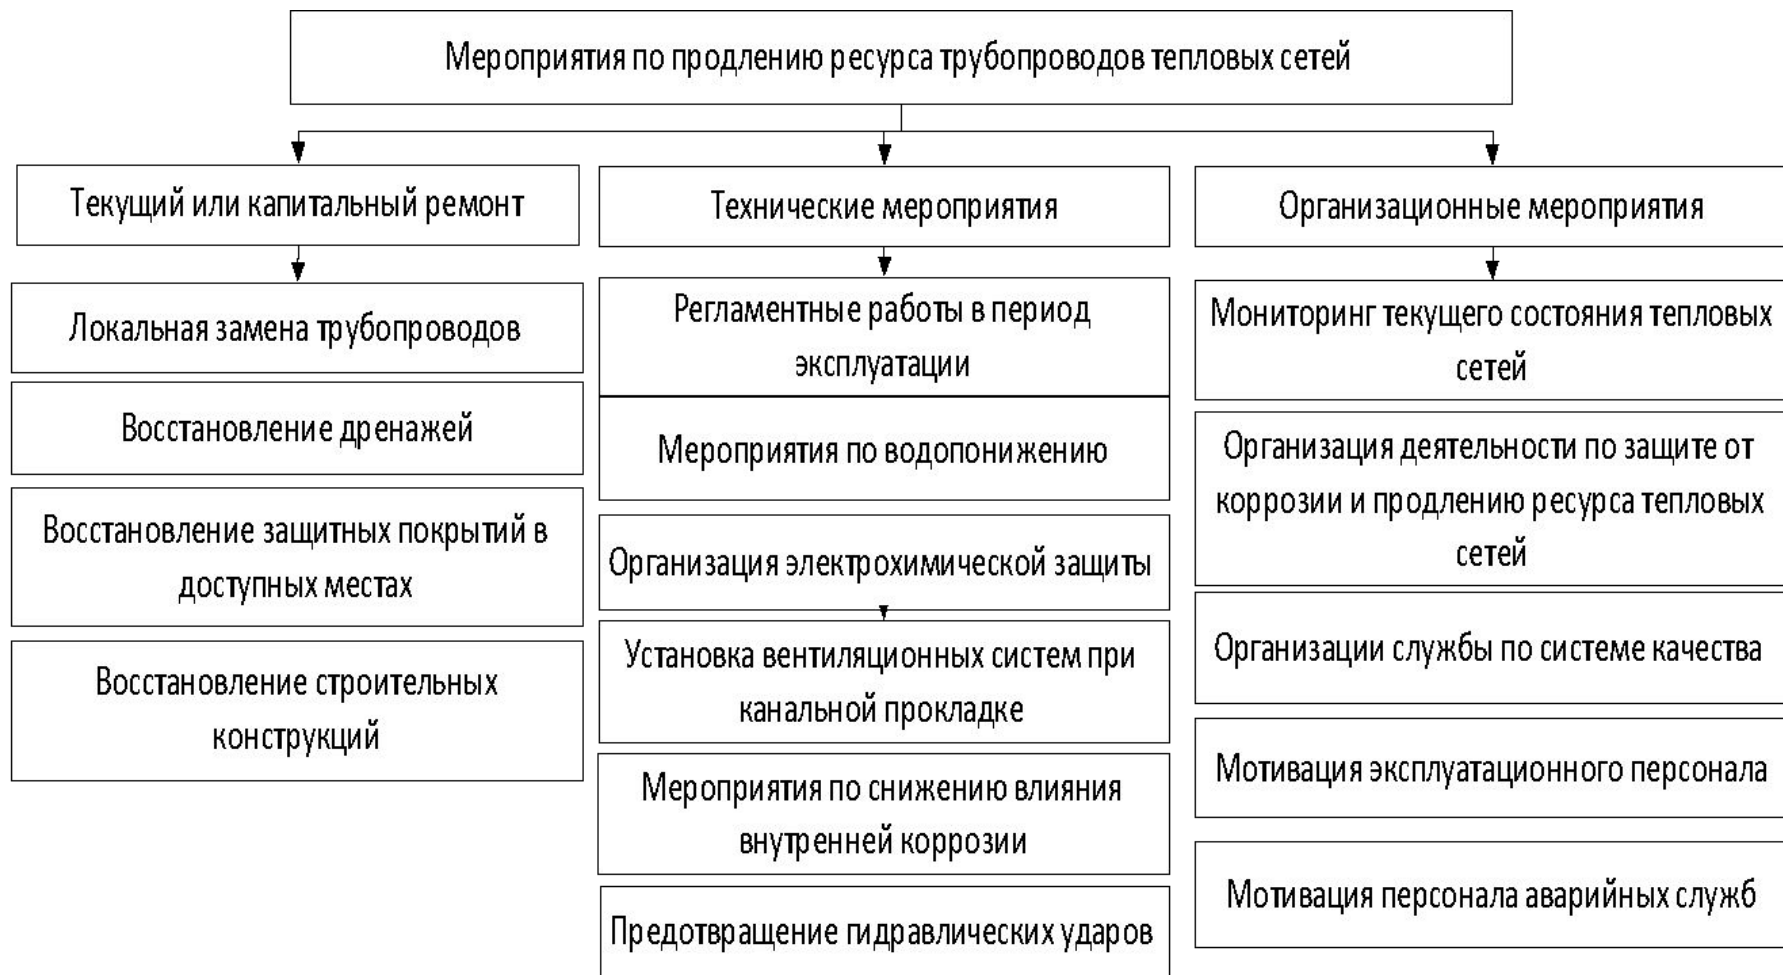 Мероприятия по продлению ресурса трубопроводов тепловых сетей
Текущий или капитальный ремонт
Локальная замена трубопроводов
Восстановление дренажей
Восстановление защитных покрытий в
доступных местах
Восстановление строительных
конструкций
Технические мероприятия
Регламентные работы в период
эксплуатации
Мероприятия по водопонижению
Организация электрохимической защиты
Установка вентиляционных систем при
канальной прокладке
Мероприятия по снижению влияния
внутренней коррозии
Предотвращение гидравлических ударов
Организационные мероприятия
Мониторинг текущего состояния тепловых
сетей
Организация деятельности по защите от
коррозии и продлению ресурса тепловых
сетей
Организации службы по системе качества
Мотивация эксплуатационного персонала
Мотивация персонала аварийных служб